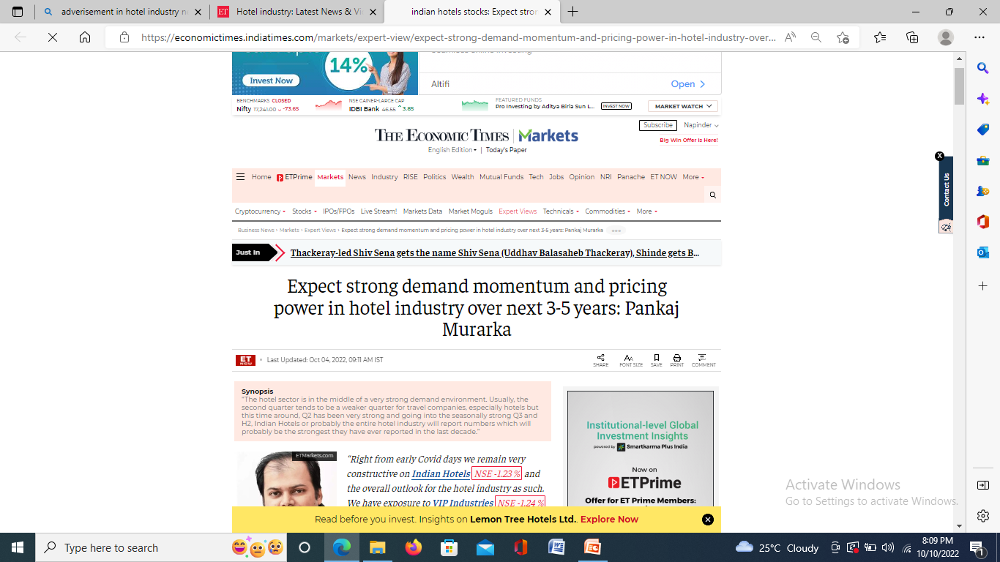 adverisement in hotel industry ne
Hotel industry: Latest News & Vi
indian hotels stocks: Expect stron
https://economictimes.indiatimes.com/markets/expert-view/expect-strong-demand-momentum-and-pricing-power-in-hotel-industry-over...
14%
Invest Now
Seamless Online Investing
Altifi
Open
BENCHMARKS CLOSED
Nifty 17,241.00 -73.65
NSE GAINER-LARGE CAP
IDBI Bank 46.55 3.85
FEATURED FUNDS
Pro Investing by Aditya Birla Sun L...
INVEST NOW
MARKET WATCH
THE ECONOMIC TIMES | Markets
English Edition | Today's Paper
Subscribe
Napinder
Big Win Offer is Here!
Home ETPrime Markets News Industry RISE Politics Wealth Mutual Funds Tech Jobs Opinion NRI Panache ET NOW More
Cryptocurrency Stocks IPOs/FPOs Live Stream! Markets Data Market Moguls Expert Views Technicals Commodities More
Business News › Markets › Expert Views › Expect strong demand momentum and pricing power in hotel industry over next 3-5 years: Pankaj Murarka
Just In
Thackeray-led Shiv Sena gets the name Shiv Sena (Uddhav Balasaheb Thackeray), Shinde gets B...
Expect strong demand momentum and pricing
power in hotel industry over next 3-5 years: Pankaj
Murarka
ET NOW
Last Updated: Oct 04, 2022, 09:11 AM IST
SHARE FONT SIZE SAVE PRINT COMMENT
Synopsis
"The hotel sector is in the middle of a very strong demand environment. Usually, the
second quarter tends to be a weaker quarter for travel companies, especially hotels but
this time around, Q2 has been very strong and going into the seasonally strong Q3 and
H2, Indian Hotels or probably the entire hotel industry will report numbers which will
probably be the strongest they have ever reported in the last decade."
ETMarkets.com
"Right from early Covid days we remain very
constructive on Indian Hotels NSE -1.23 % and
the overall outlook for the hotel industry as such.
We have exposure to VIP Industries NSE -1.24 %
Institutional-level Global
Investment Insights
powered by Smartkarma Plus India
Now on
ETPrime
Offer for ET Prime Members:
Contact Us
X
Read before you invest. Insights on Lemon Tree Hotels Ltd.. Explore Now
Activate Windows
Go to Settings to activate Windows.
Type here to search
25°C Cloudy
8:09 PM
10/10/2022
1